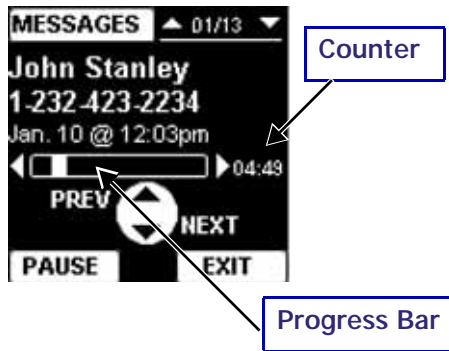 MESSAGES 01/13
Counter
John Stanley
1-232-423-2234
Jan. 10 @ 12:03pm
04:49
PREV
NEXT
PAUSE EXIT
Progress Bar